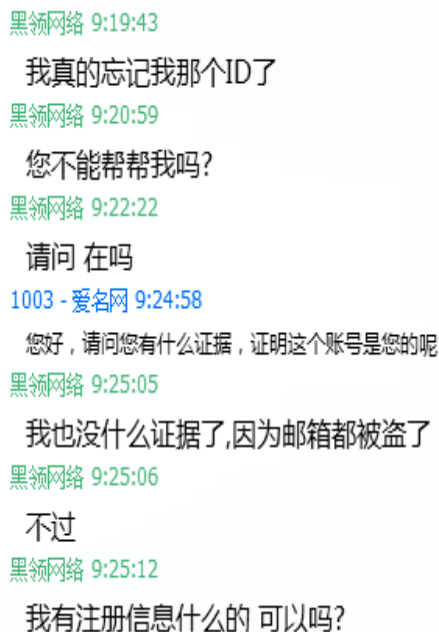 黑领网络 9:19:43
我真的忘记我那个ID了
黑领网络 9:20:59
您不能帮帮我吗?
黑领网络 9:22:22
请问 在吗
1003 - 爱名网 9:24:58
您好，请问您有什么证据，证明这个账号是您的呢
黑领网络 9:25:05
我也没什么证据了,因为邮箱都被盗了
黑领网络 9:25:06
不过
黑领网络 9:25:12
我有注册信息什么的 可以吗?